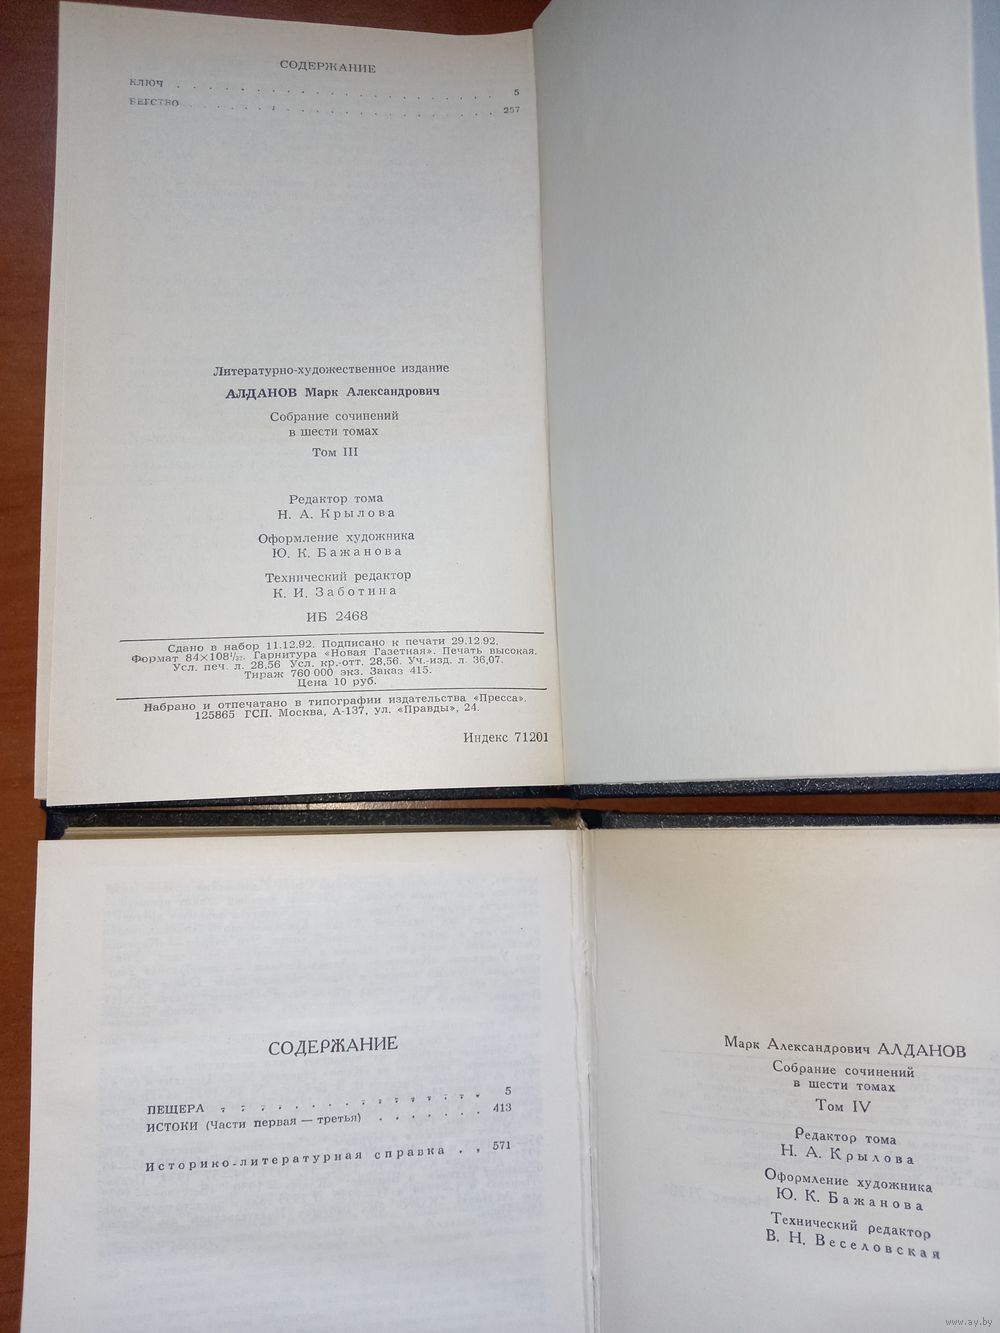 СОДЕРЖАНИЕ
КЛЮЧ . . . . . . . . . . . . . . . . . . . . 5
БЕГСТВО . . . . . . . . . . . . . . . . . . . 257
Литературно-художественное издание
АЛДАНОВ Марк Александрович
Собрание сочинений
в шести томах
Том III
Редактор тома
Н. А. Крылова
Оформление художника
Ю. К. Бажанова
Технический редактор
К. И. Заботина
ИБ 2468
Сдано в набор 11.12.92. Подписано к печати 29.12.92.
Формат 84×108 1/32. Гарнитура «Новая Газетная». Печать высокая.
Усл. печ. л. 28,56 Усл. кр.-отт. 28,56. Уч.-изд. л. 36,07.
Тираж 760 000 экз. Заказ 415.
Цена 10 руб.
Набрано и отпечатано в типографии издательства «Пресса».
125865 ГСП. Москва, А-137, ул. «Правды», 24.
Индекс 71201
СОДЕРЖАНИЕ
ПЕЩЕРА . . . . . . . . . . . . . . . . 5
ИСТОКИ (Части первая — третья) . . . . . . . 413
Историко-литературная справка . . 571
Марк Александрович АЛДАНОВ
Собрание сочинений
в шести томах
Том IV
Редактор тома
Н. А. Крылова
Оформление художника
Ю. К. Бажанова
Технический редактор
В. Н. Веселовская
www.ay.by